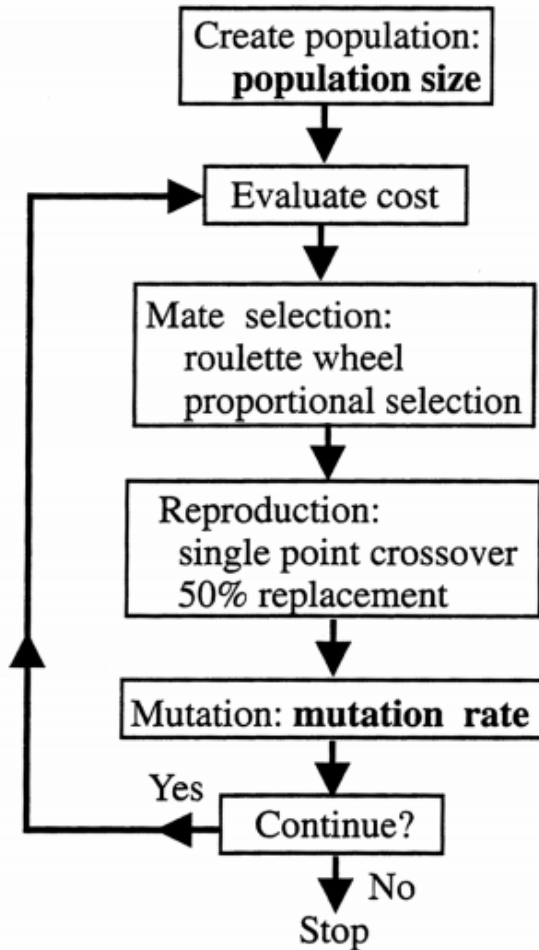 Create population:
population size
Evaluate cost
Mate selection:
roulette wheel
proportional selection
Reproduction:
single point crossover
50% replacement
Mutation: mutation rate
Yes
Continue?
No
Stop